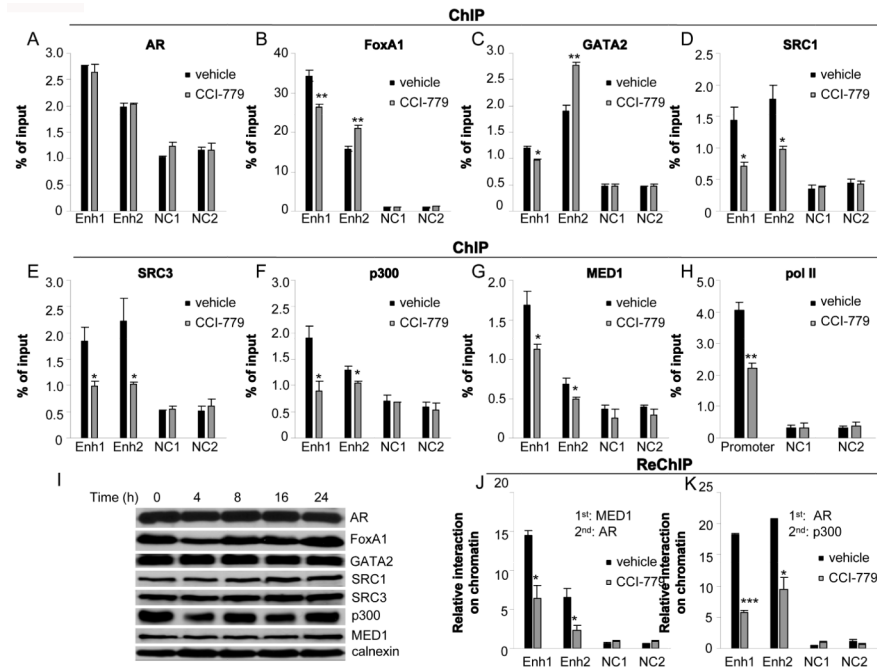 ChIP
A
AR
3.0
2.5
2.0
1.5
1.0
0.5
0
% of input
vehicle
CCI-779
Enh1 Enh2 NC1 NC2
B
FoxA1
40
30
20
10
0
% of input
** **
vehicle
CCI-779
Enh1 Enh2 NC1 NC2
C
GATA2
3.0
2.5
2.0
1.5
1.0
0.5
0
% of input
* **
vehicle
CCI-779
Enh1 Enh2 NC1 NC2
D
SRC1
2.5
2.0
1.5
1.0
0.5
0
% of input
* *
vehicle
CCI-779
Enh1 Enh2 NC1 NC2
ChIP
E
SRC3
3.0
2.5
2.0
1.5
1.0
0.5
0
% of input
* *
vehicle
CCI-779
Enh1 Enh2 NC1 NC2
F
p300
3.0
2.5
2.0
1.5
1.0
0.5
0
% of input
* *
vehicle
CCI-779
Enh1 Enh2 NC1 NC2
G
MED1
2.0
1.5
1.0
0.5
0
% of input
* *
vehicle
CCI-779
Enh1 Enh2 NC1 NC2
H
pol II
5.0
4.0
3.0
2.0
1.0
0
% of input
**
vehicle
CCI-779
Promoter NC1 NC2
I
Time (h) 0 4 8 16 24
AR
FoxA1
GATA2
SRC1
SRC3
p300
MED1
calnexin
ReChIP
J
20
15
10
5
0
Relative interaction
on chromatin
1st: MED1
2nd: AR
vehicle
CCI-779
* *
Enh1 Enh2 NC1 NC2
K
25
20
15
10
5
0
Relative interaction
on chromatin
1st: AR
2nd: p300
vehicle
CCI-779
*** *
Enh1 Enh2 NC1 NC2